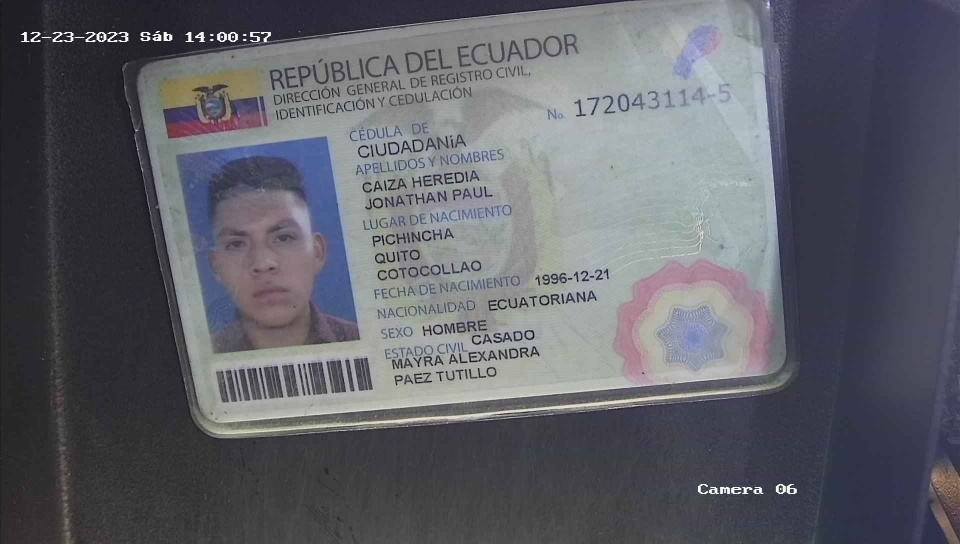 12-23-2023 Sáb 14:00:57
REPÚBLICA DEL ECUADOR
DIRECCIÓN GENERAL DE REGISTRO CIVIL,
IDENTIFICACIÓN Y CEDULACIÓN
CÉDULA DE
CIUDADANÍA
No. 172043114-5
APELLIDOS Y NOMBRES
CAIZA HEREDIA
JONATHAN PAUL
LUGAR DE NACIMIENTO
PICHINCHA
QUITO
COTOCOLLAO
FECHA DE NACIMIENTO 1996-12-21
NACIONALIDAD ECUATORIANA
SEXO HOMBRE
ESTADO CIVIL CASADO
MAYRA ALEXANDRA
PAEZ TUTILLO
Camera 06